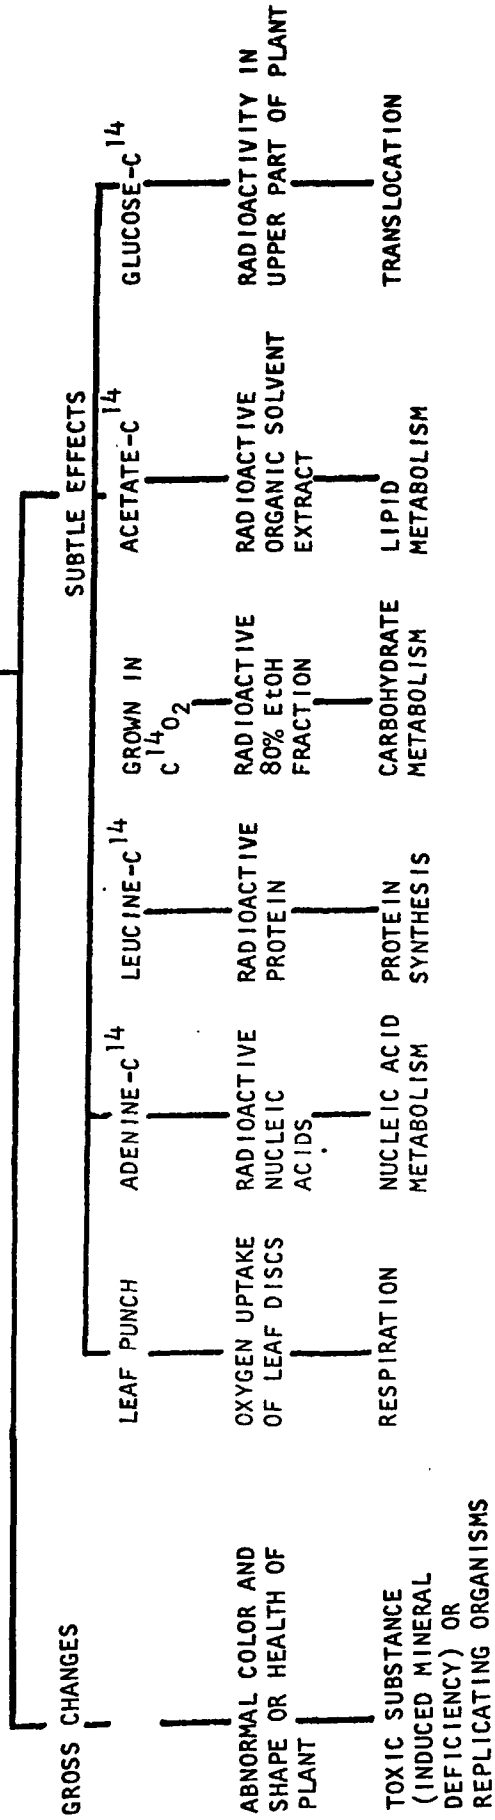 GROSS CHANGES
ABNORMAL COLOR AND
SHAPE OR HEALTH OF
PLANT
TOXIC SUBSTANCE
(INDUCED MINERAL
DEFICIENCY) OR
REPLICATING ORGANISMS
SUBTLE EFFECTS
LEAF PUNCH
OXYGEN UPTAKE
OF LEAF DISCS
RESPIRATION
ADENINE-C¹⁴
RADIOACTIVE
NUCLEIC
ACIDS
NUCLEIC ACID
METABOLISM
LEUCINE-C¹⁴
RADIOACTIVE
PROTEIN
PROTEIN
SYNTHESIS
GROWN IN
C¹⁴O₂
RADIOACTIVE
80% EtOH
FRACTION
CARBOHYDRATE
METABOLISM
ACETATE-C¹⁴
RADIOACTIVE
ORGANIC SOLVENT
EXTRACT
LIPID
METABOLISM
GLUCOSE-C¹⁴
RADIOACTIVITY IN
UPPER PART OF PLANT
TRANSLOCATION